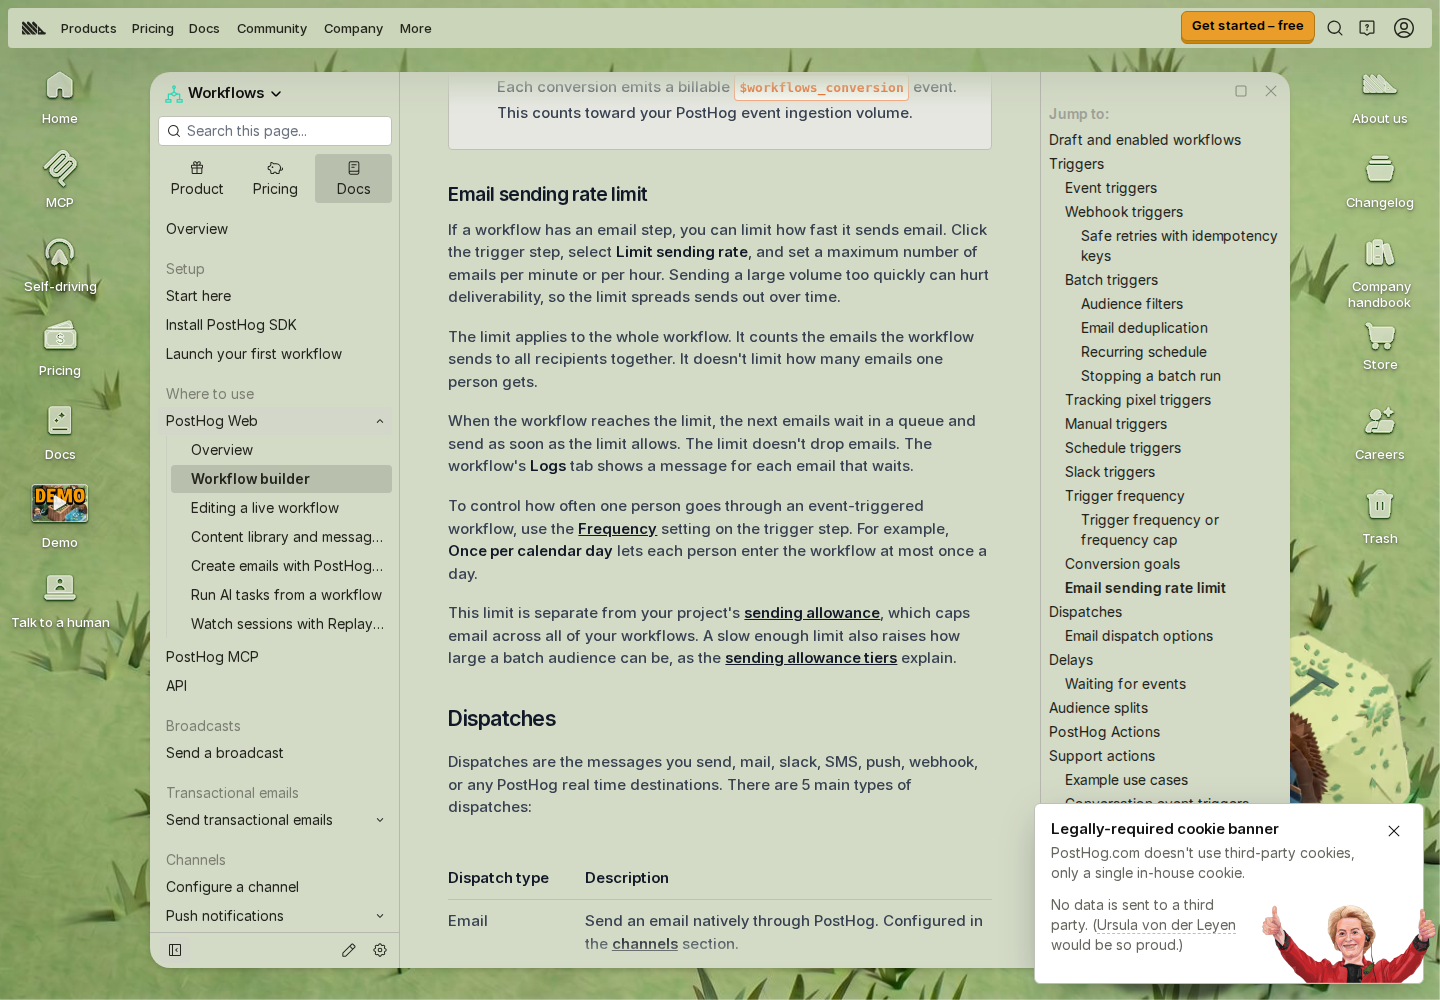 Products
Pricing
Docs
Community
Company
More
Get started – free
Home
MCP
Self-driving
Pricing
Docs
DEMO
Demo
Talk to a human
Workflows
Search this page...
Product
Pricing
Docs
Overview
Setup
Start here
Install PostHog SDK
Launch your first workflow
Where to use
PostHog Web
Overview
Workflow builder
Editing a live workflow
Content library and messag...
Create emails with PostHog...
Run AI tasks from a workflow
Watch sessions with Replay...
PostHog MCP
API
Broadcasts
Send a broadcast
Transactional emails
Send transactional emails
Channels
Configure a channel
Push notifications
Each conversion emits a billable $workflows_conversion event.
This counts toward your PostHog event ingestion volume.
Email sending rate limit
If a workflow has an email step, you can limit how fast it sends email. Click
the trigger step, select Limit sending rate, and set a maximum number of
emails per minute or per hour. Sending a large volume too quickly can hurt
deliverability, so the limit spreads sends out over time.
The limit applies to the whole workflow. It counts the emails the workflow
sends to all recipients together. It doesn't limit how many emails one
person gets.
When the workflow reaches the limit, the next emails wait in a queue and
send as soon as the limit allows. The limit doesn't drop emails. The
workflow's Logs tab shows a message for each email that waits.
To control how often one person goes through an event-triggered
workflow, use the Frequency setting on the trigger step. For example,
Once per calendar day lets each person enter the workflow at most once a
day.
This limit is separate from your project's sending allowance, which caps
email across all of your workflows. A slow enough limit also raises how
large a batch audience can be, as the sending allowance tiers explain.
Dispatches
Dispatches are the messages you send, mail, slack, SMS, push, webhook,
or any PostHog real time destinations. There are 5 main types of
dispatches:
Dispatch type Description
Email Send an email natively through PostHog. Configured in
the channels section.
Jump to:
Draft and enabled workflows
Triggers
Event triggers
Webhook triggers
Safe retries with idempotency
keys
Batch triggers
Audience filters
Email deduplication
Recurring schedule
Stopping a batch run
Tracking pixel triggers
Manual triggers
Schedule triggers
Slack triggers
Trigger frequency
Trigger frequency or
frequency cap
Conversion goals
Email sending rate limit
Dispatches
Email dispatch options
Delays
Waiting for events
Audience splits
PostHog Actions
Support actions
Example use cases
Conversation event triggers
About us
Changelog
Company
handbook
Store
Careers
Trash
Legally-required cookie banner
PostHog.com doesn't use third-party cookies,
only a single in-house cookie.
No data is sent to a third
party. (Ursula von der Leyen
would be so proud.)